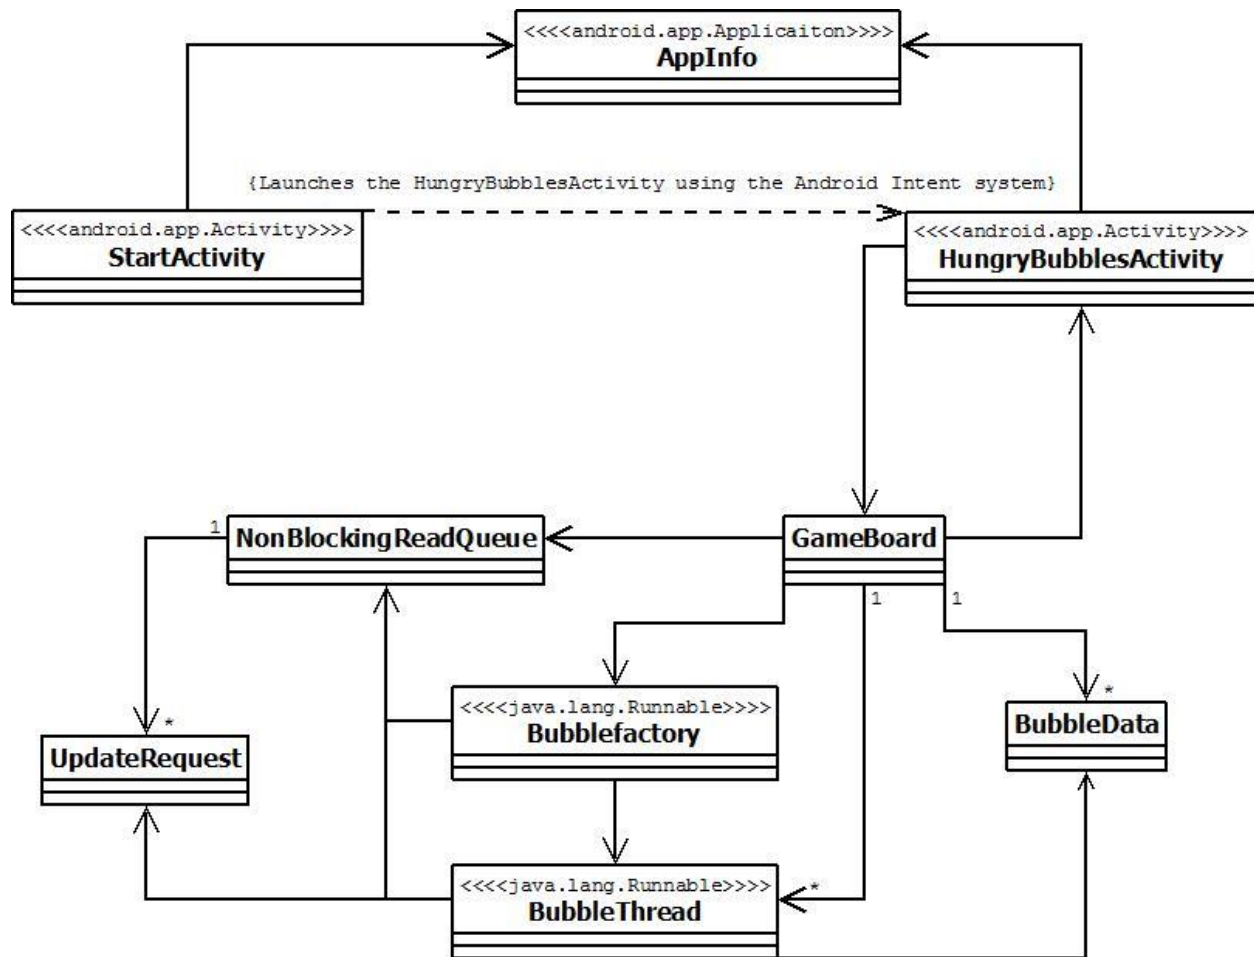 <<<<android.app.Applicaiton>>>>
AppInfo
{Launches the HungryBubblesActivity using the Android Intent system}
<<<<android.app.Activity>>>>
StartActivity
<<<<android.app.Activity>>>>
HungryBubblesActivity
1
NonBlockingReadQueue
GameBoard
1
1
<<<<java.lang.Runnable>>>>
Bubblefactory
*
BubbleData
*
UpdateRequest
<<<<java.lang.Runnable>>>>
BubbleThread
*